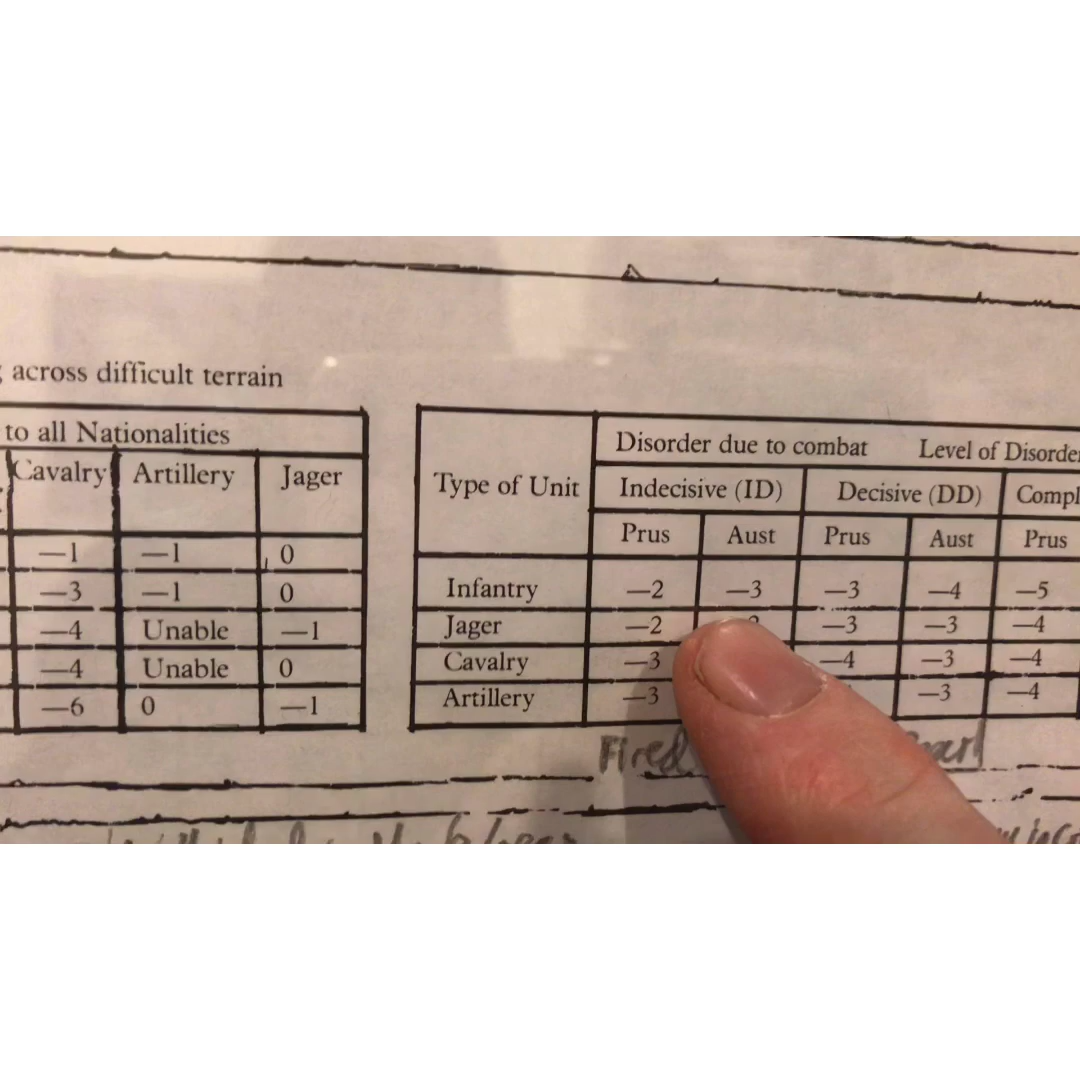 across difficult terrain
to all Nationalities
Cavalry Artillery Jager
—1 —1 0
—3 —1 0
—4 Unable —1
—4 Unable 0
—6 0 —1
Disorder due to combat Level of Disorder
Type of Unit Indecisive (ID) Decisive (DD)
Prus Aust Prus Aust Prus
Infantry —2 —3 —3 —4 —5
Jager —2 —3 —3 —4
Cavalry —3 —4 —3 —4
Artillery —3 —3 —4
Fired